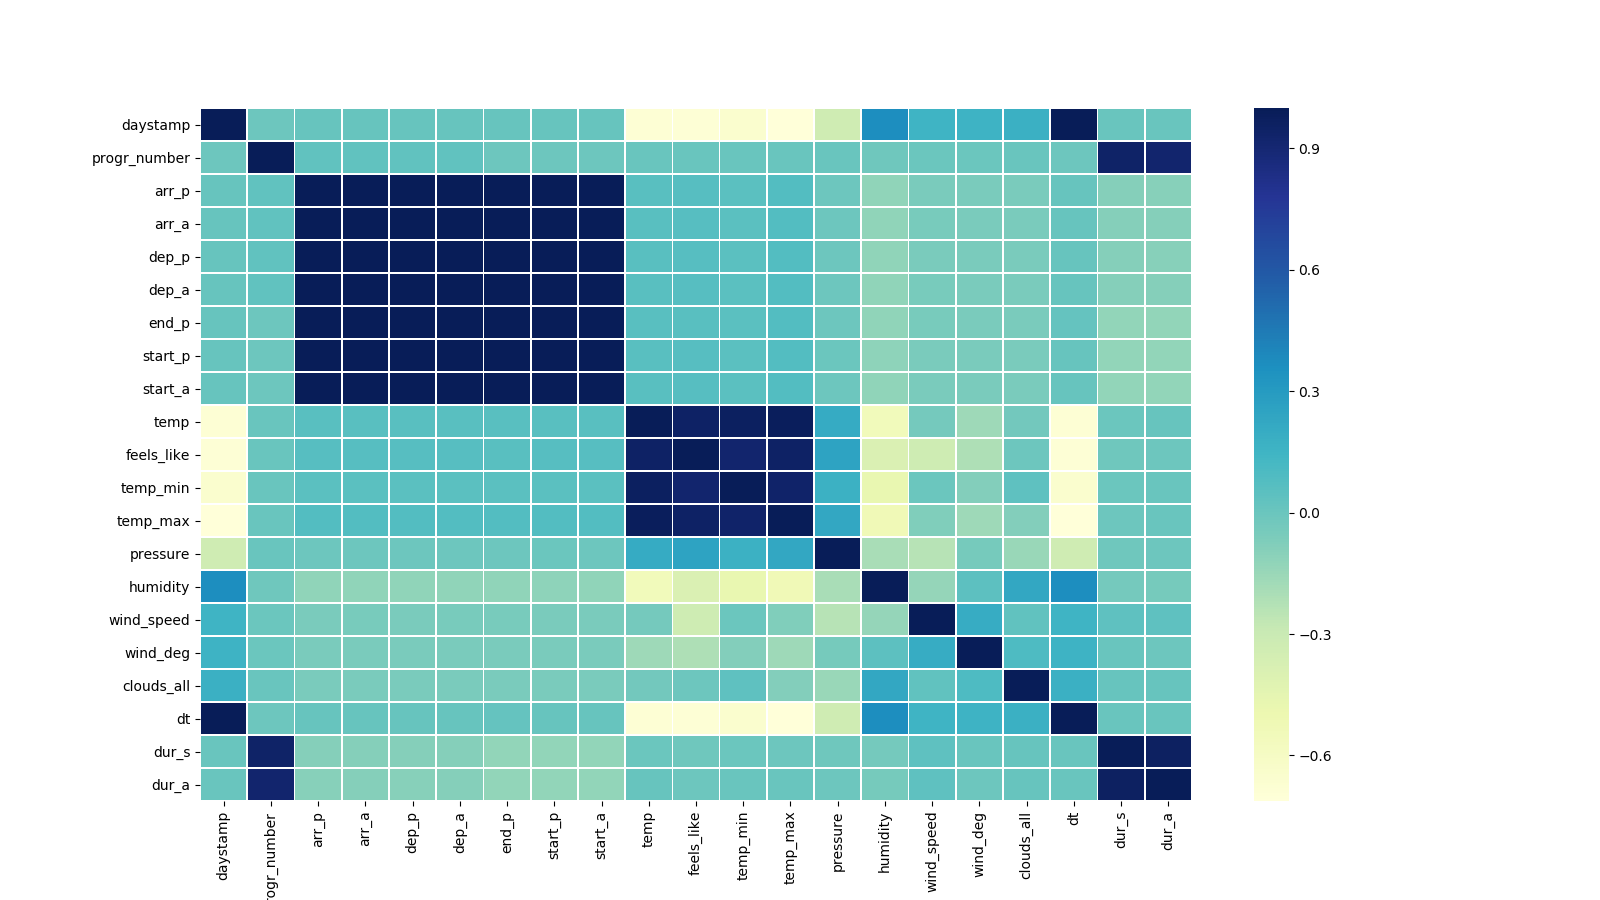 daystamp
progr_number
arr_p
arr_a
dep_p
dep_a
end_p
start_p
start_a
temp
feels_like
temp_min
temp_max
pressure
humidity
wind_speed
wind_deg
clouds_all
dt
dur_s
dur_a
daystamp
rogr_number
arr_p
arr_a
dep_p
dep_a
end_p
start_p
start_a
temp
feels_like
temp_min
temp_max
pressure
humidity
wind_speed
wind_deg
clouds_all
dt
dur_s
dur_a
0.9
0.6
0.3
0.0
−0.3
−0.6